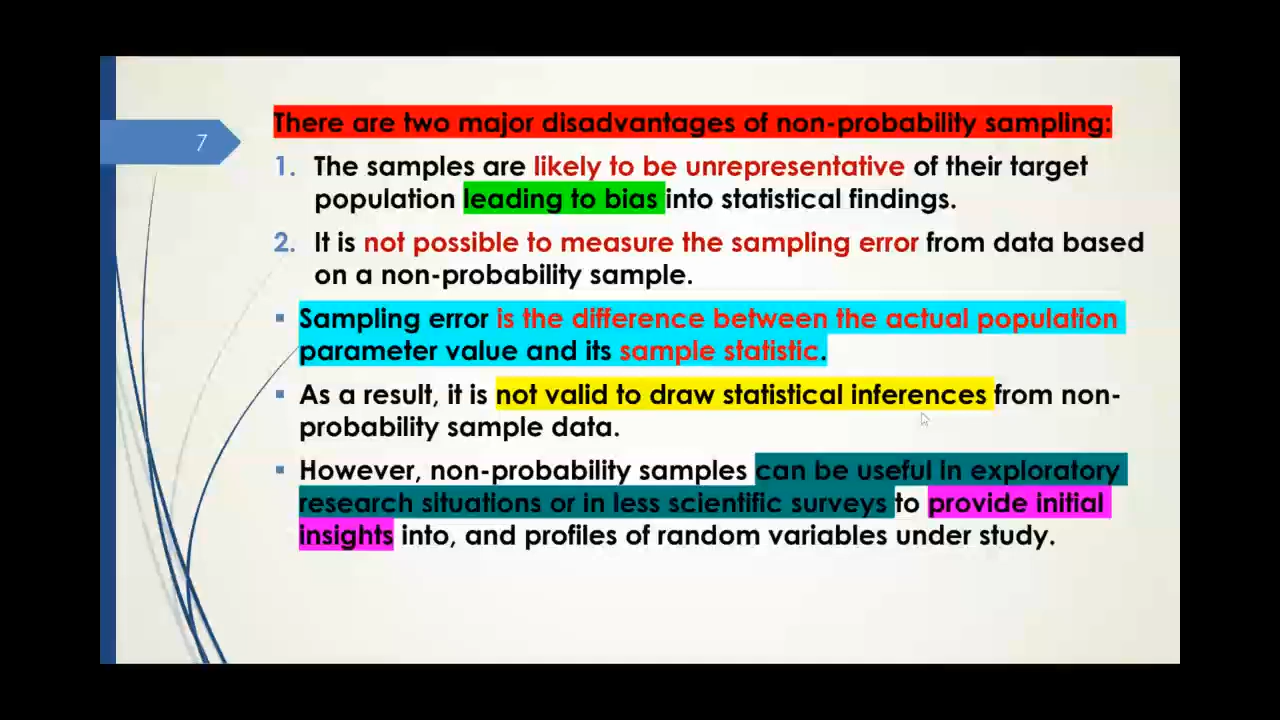 7
There are two major disadvantages of non-probability sampling:
1. The samples are likely to be unrepresentative of their target
population leading to bias into statistical findings.
2. It is not possible to measure the sampling error from data based
on a non-probability sample.
▪ Sampling error is the difference between the actual population
parameter value and its sample statistic.
▪ As a result, it is not valid to draw statistical inferences from non-
probability sample data.
▪ However, non-probability samples can be useful in exploratory
research situations or in less scientific surveys to provide initial
insights into, and profiles of random variables under study.